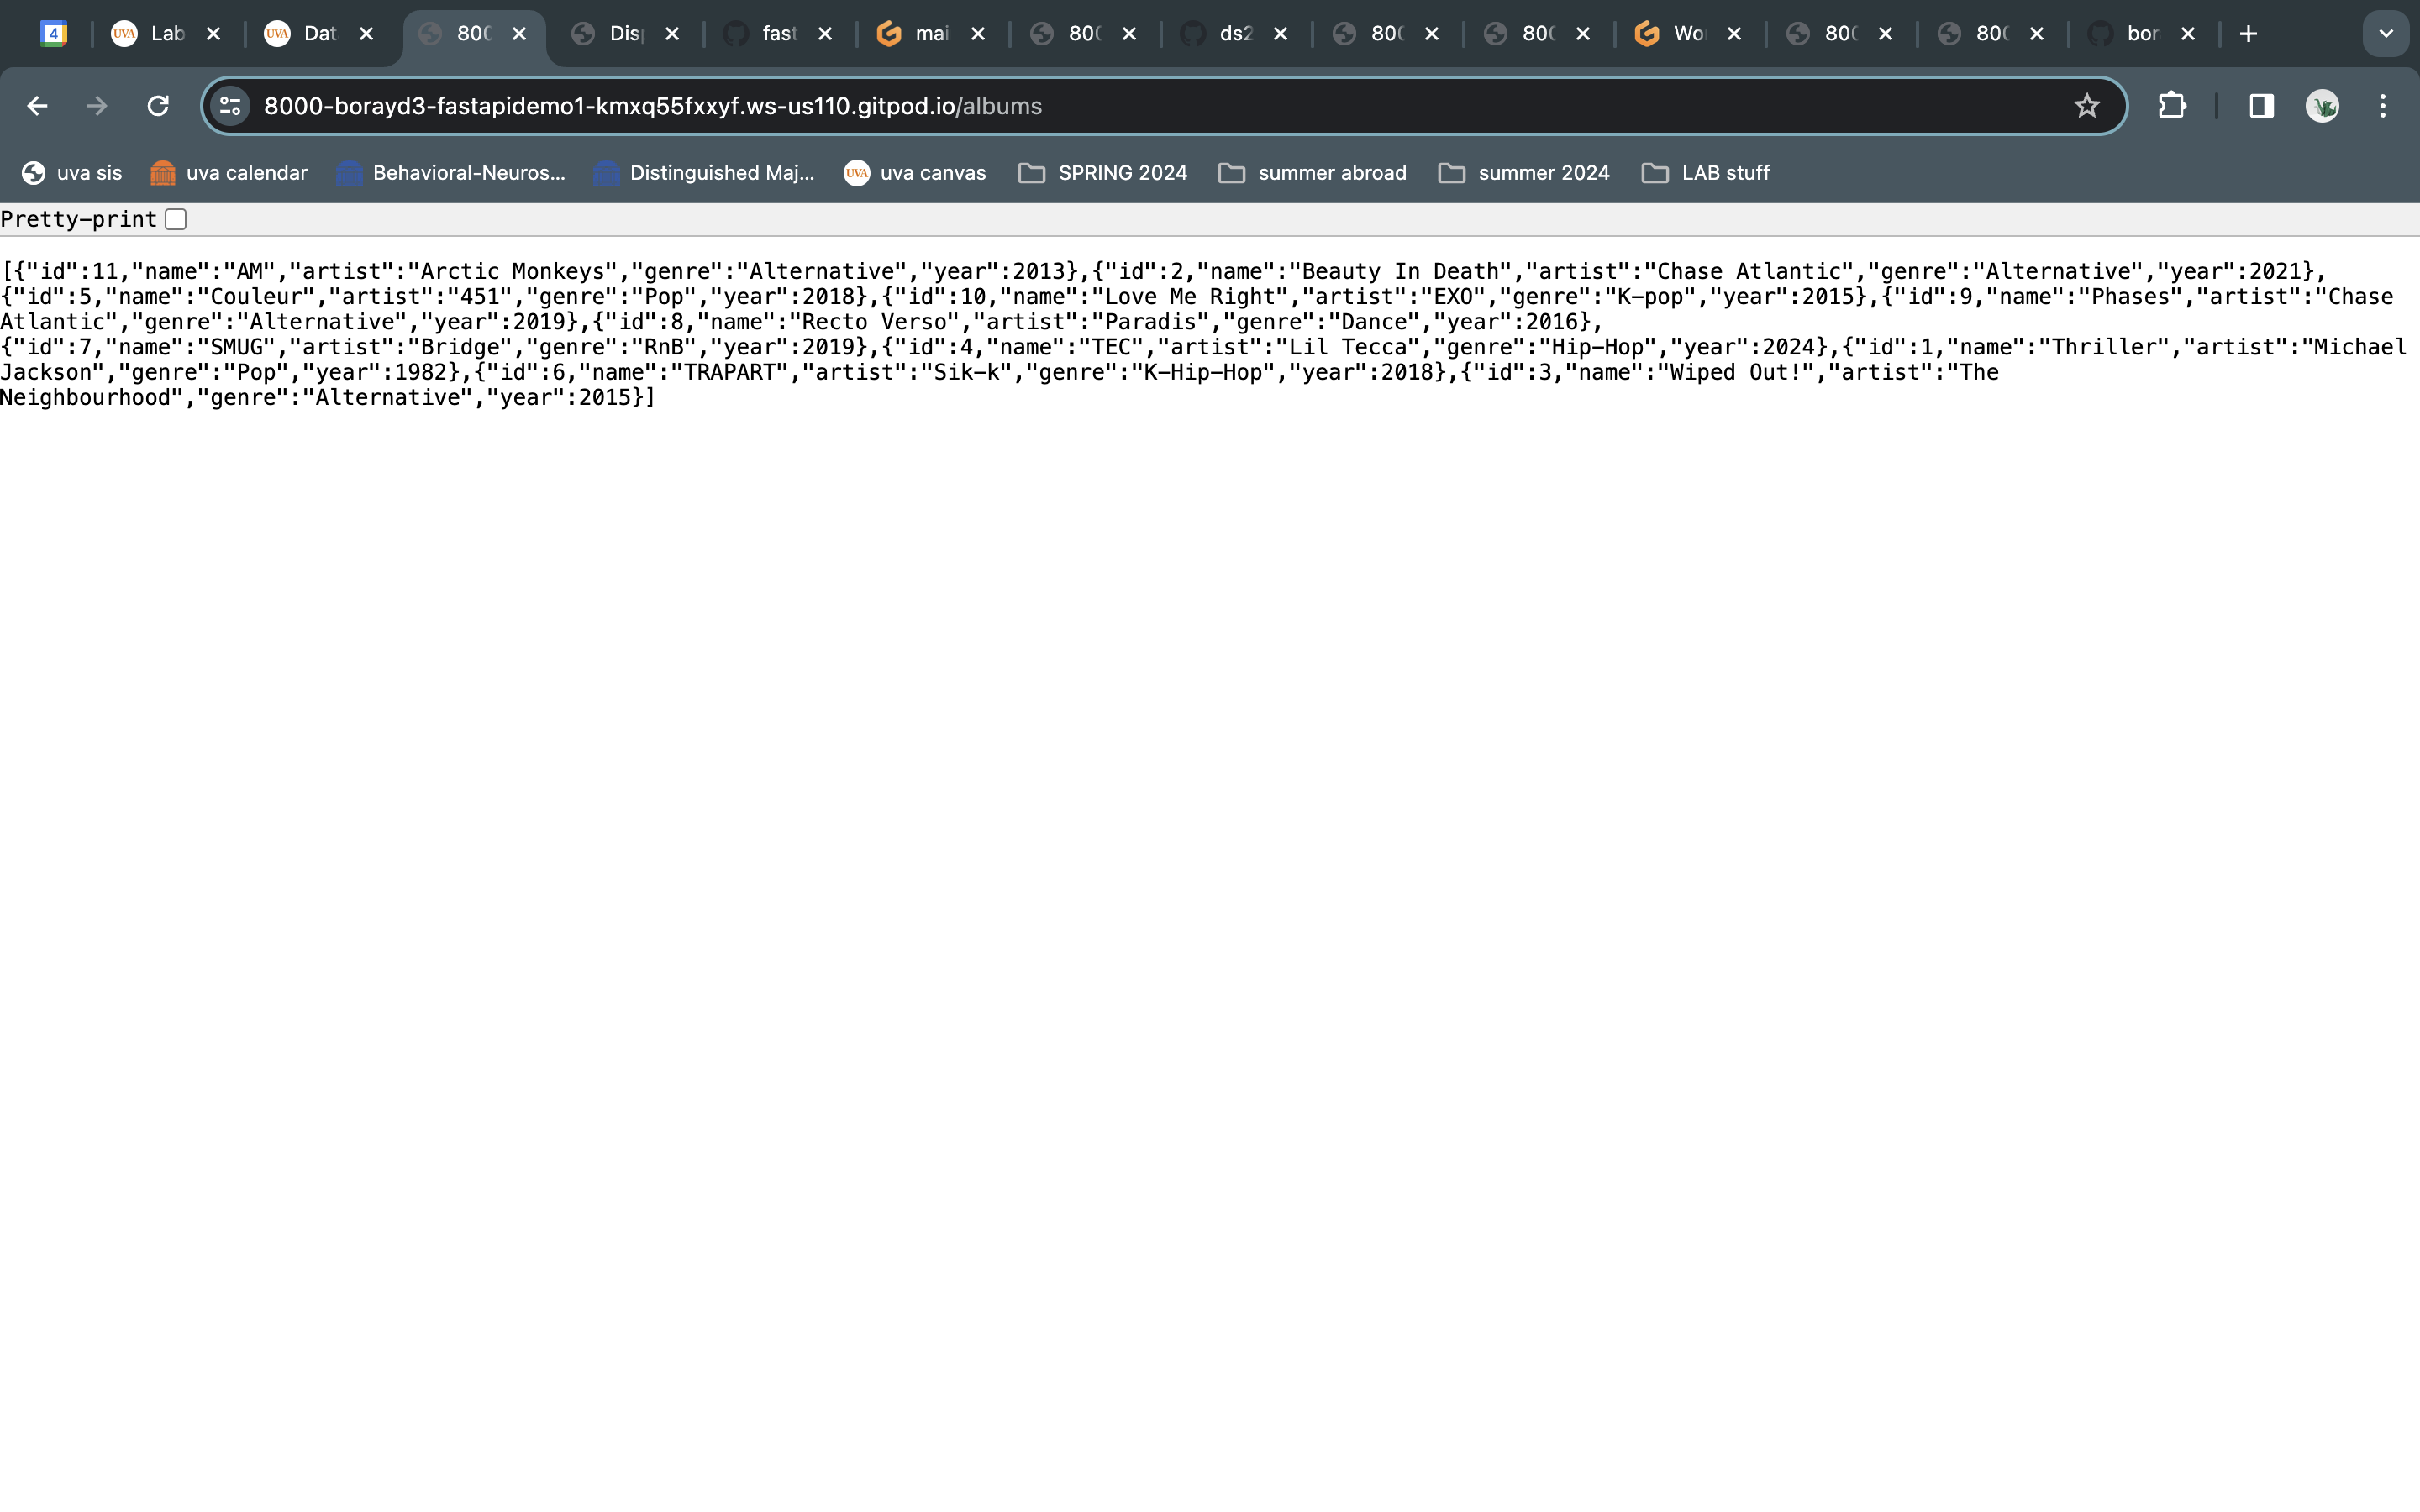 4 UVA Lab UVA Dat 800 Disp fast mai 800 ds2 800 800 Wo 800 800 bor
8000-borayd3-fastapidemo1-kmxq55fxxyf.ws-us110.gitpod.io/albums
uva sis uva calendar Behavioral-Neuros... Distinguished Maj... UVA uva canvas SPRING 2024 summer abroad summer 2024 LAB stuff
Pretty-print
[{"id":11,"name":"AM","artist":"Arctic Monkeys","genre":"Alternative","year":2013},{"id":2,"name":"Beauty In Death","artist":"Chase Atlantic","genre":"Alternative","year":2021},
{"id":5,"name":"Couleur","artist":"451","genre":"Pop","year":2018},{"id":10,"name":"Love Me Right","artist":"EXO","genre":"K-pop","year":2015},{"id":9,"name":"Phases","artist":"Chase
Atlantic","genre":"Alternative","year":2019},{"id":8,"name":"Recto Verso","artist":"Paradis","genre":"Dance","year":2016},
{"id":7,"name":"SMUG","artist":"Bridge","genre":"RnB","year":2019},{"id":4,"name":"TEC","artist":"Lil Tecca","genre":"Hip-Hop","year":2024},{"id":1,"name":"Thriller","artist":"Michael
Jackson","genre":"Pop","year":1982},{"id":6,"name":"TRAPART","artist":"Sik-k","genre":"K-Hip-Hop","year":2018},{"id":3,"name":"Wiped Out!","artist":"The
Neighbourhood","genre":"Alternative","year":2015}]